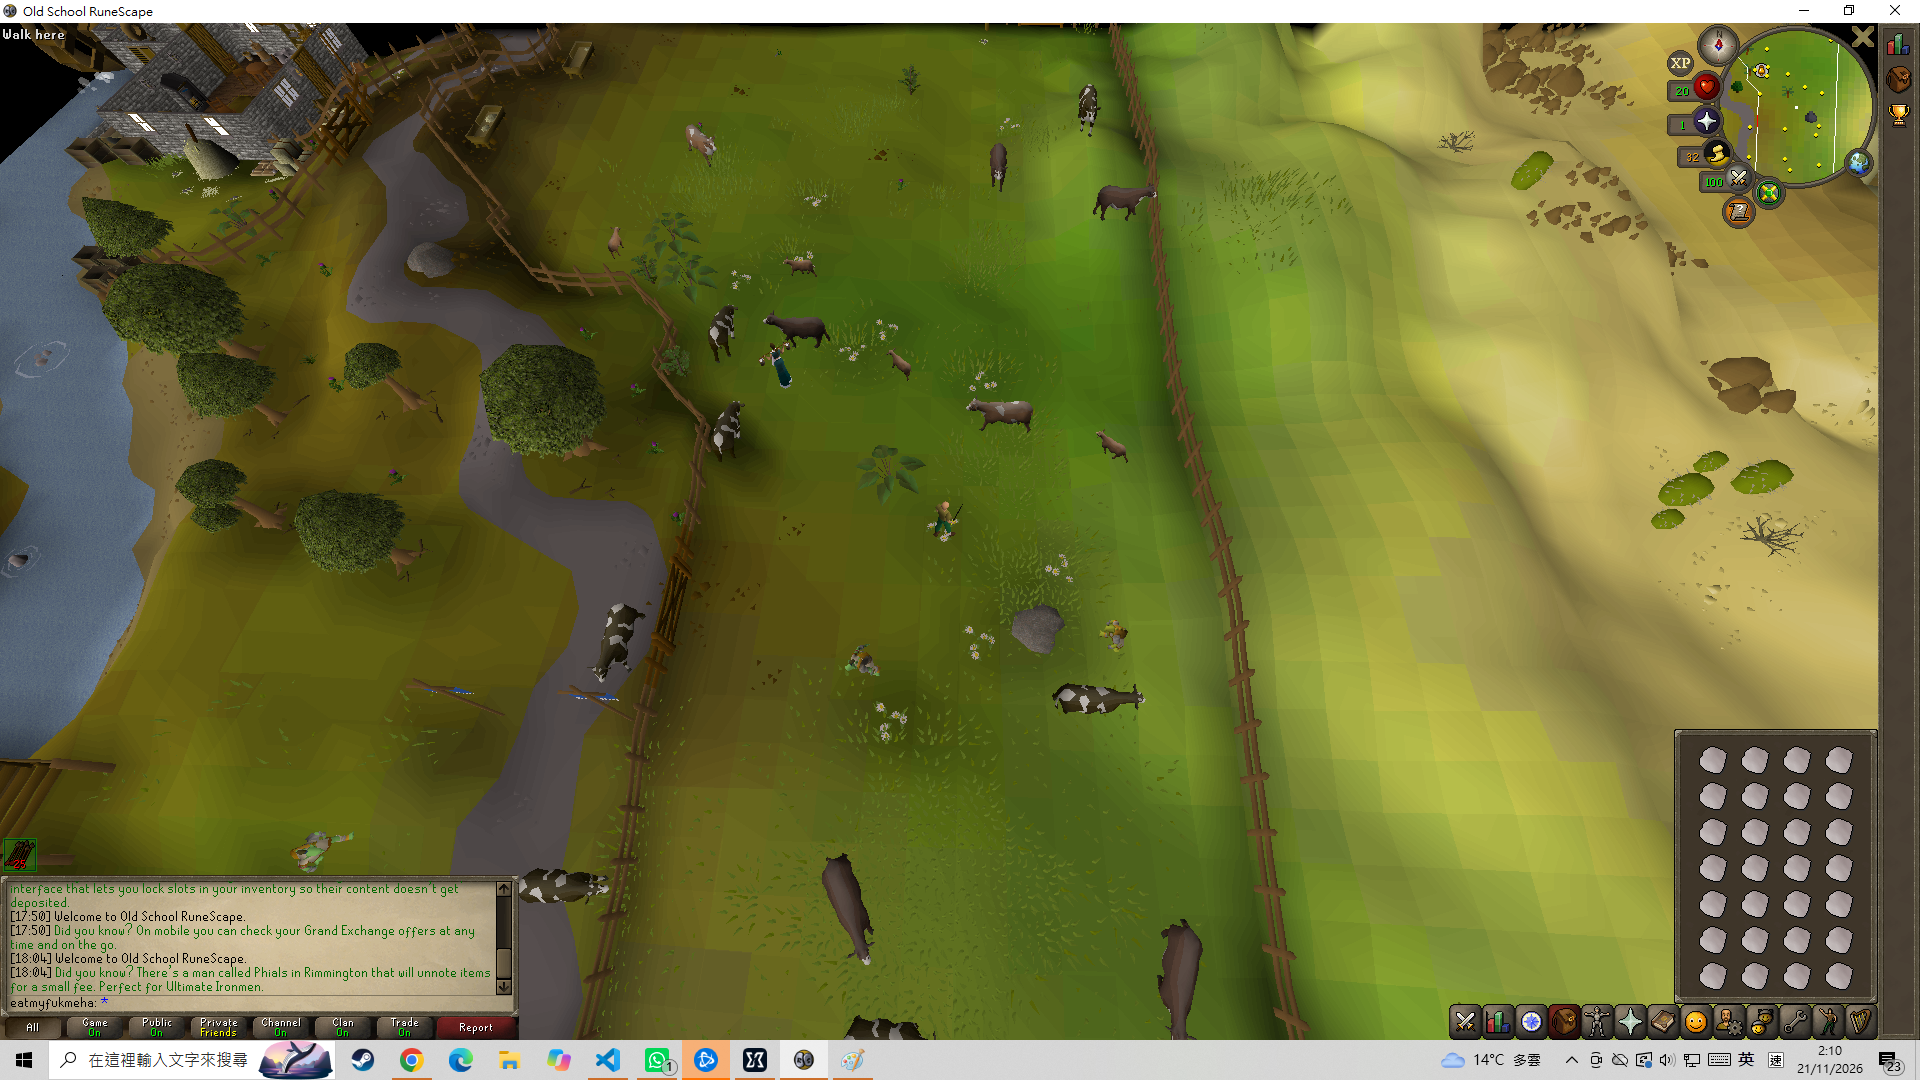 Old School RuneScape
Walk here
N
XP
20
1
32
100
25
interface that lets you lock slots in your inventory so their content doesn't get
deposited.
[17:50] Welcome to Old School RuneScape.
[17:50] Did you know? On mobile you can check your Grand Exchange offers at any
time and on the go.
[18:04] Welcome to Old School RuneScape.
[18:04] Did you know? There's a man called Phials in Rimmington that will unnote items
for a small fee. Perfect for Ultimate Ironmen.
eatmyfukmeha: *
All
Game
On
Public
On
Private
Friends
Channel
On
Clan
On
Trade
On
Report
在這裡輸入文字來搜尋
1
14°C 多雲
英
速
2:10
21/11/2026
23